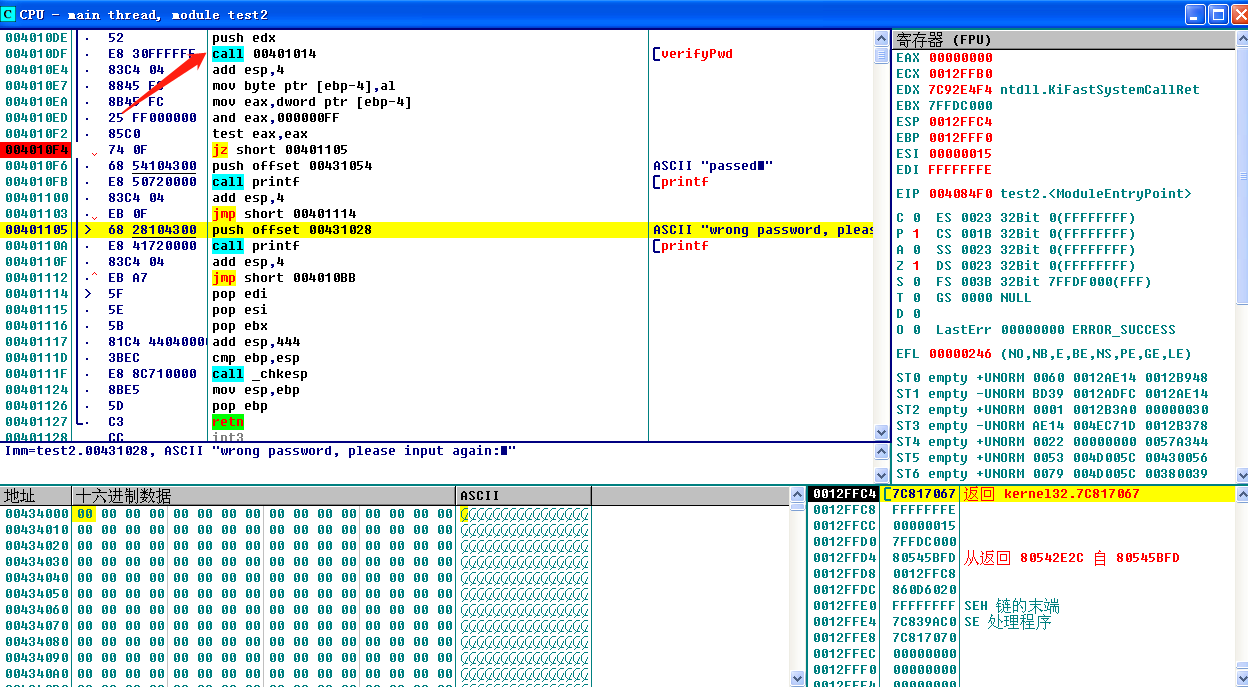 CPU - main thread, module test2
004010DE · 52 push edx
004010DF · E8 30FFFFFF call 00401014 [verifyPwd
004010E4 · 83C4 04 add esp,4
004010E7 · 8845 FC mov byte ptr [ebp-4],al
004010EA · 8B45 FC mov eax,dword ptr [ebp-4]
004010ED · 25 FF000000 and eax,000000FF
004010F2 · 85C0 test eax,eax
004010F4 74 0F jz short 00401105
004010F6 · 68 54104300 push offset 00431054 ASCII "passed■"
004010FB · E8 50720000 call printf [printf
00401100 · 83C4 04 add esp,4
00401103 · EB 0F jmp short 00401114
00401105 > 68 28104300 push offset 00431028 ASCII "wrong password, pleas
0040110A · E8 41720000 call printf [printf
0040110F · 83C4 04 add esp,4
00401112 ·^ EB A7 jmp short 004010BB
00401114 > 5F pop edi
00401115 · 5E pop esi
00401116 · 5B pop ebx
00401117 · 81C4 44040000 add esp,444
0040111D · 3BEC cmp ebp,esp
0040111F · E8 8C710000 call _chkesp
00401124 · 8BE5 mov esp,ebp
00401126 · 5D pop ebp
00401127 · C3 retn
00401128 CC int3
Imm=test2.00431028, ASCII "wrong password, please input again:■"
寄存器 (FPU)
EAX 00000000
ECX 0012FFB0
EDX 7C92E4F4 ntdll.KiFastSystemCallRet
EBX 7FFDC000
ESP 0012FFC4
EBP 0012FFF0
ESI 00000015
EDI FFFFFFFE
EIP 004084F0 test2.<ModuleEntryPoint>
C 0 ES 0023 32Bit 0(FFFFFFFF)
P 1 CS 001B 32Bit 0(FFFFFFFF)
A 0 SS 0023 32Bit 0(FFFFFFFF)
Z 1 DS 0023 32Bit 0(FFFFFFFF)
S 0 FS 003B 32Bit 7FFDF000(FFF)
T 0 GS 0000 NULL
D 0
O 0 LastErr 00000000 ERROR_SUCCESS
EFL 00000246 (NO,NB,E,BE,NS,PE,GE,LE)
ST0 empty +UNORM 0060 0012AE14 0012B948
ST1 empty -UNORM BD39 0012ADFC 0012AE14
ST2 empty +UNORM 0001 0012B3A0 00000030
ST3 empty -UNORM AE14 004EC71D 0012B378
ST4 empty +UNORM 0022 00000000 0057A344
ST5 empty +UNORM 0053 004D005C 00430056
ST6 empty +UNORM 0079 004D005C 00380039
地址 十六进制数据 ASCII
00434000 00 00 00 00 00 00 00 00 00 00 00 00 00 00 00 00 @@@@@@@@@@@@@@@@
00434010 00 00 00 00 00 00 00 00 00 00 00 00 00 00 00 00 @@@@@@@@@@@@@@@@
00434020 00 00 00 00 00 00 00 00 00 00 00 00 00 00 00 00 @@@@@@@@@@@@@@@@
00434030 00 00 00 00 00 00 00 00 00 00 00 00 00 00 00 00 @@@@@@@@@@@@@@@@
00434040 00 00 00 00 00 00 00 00 00 00 00 00 00 00 00 00 @@@@@@@@@@@@@@@@
00434050 00 00 00 00 00 00 00 00 00 00 00 00 00 00 00 00 @@@@@@@@@@@@@@@@
00434060 00 00 00 00 00 00 00 00 00 00 00 00 00 00 00 00 @@@@@@@@@@@@@@@@
00434070 00 00 00 00 00 00 00 00 00 00 00 00 00 00 00 00 @@@@@@@@@@@@@@@@
00434080 00 00 00 00 00 00 00 00 00 00 00 00 00 00 00 00 @@@@@@@@@@@@@@@@
00434090 00 00 00 00 00 00 00 00 00 00 00 00 00 00 00 00 @@@@@@@@@@@@@@@@
004340A0 00 00 00 00 00 00 00 00 00 00 00 00 00 00 00 00 @@@@@@@@@@@@@@@@
0012FFC4 [7C817067 返回 kernel32.7C817067
0012FFC8 FFFFFFFE
0012FFCC 00000015
0012FFD0 7FFDC000
0012FFD4 80545BFD 从返回 80542E2C 自 80545BFD
0012FFD8 0012FFC8
0012FFDC 860D6020
0012FFE0 FFFFFFFF SEH 链的末端
0012FFE4 7C839AC0 SE 处理程序
0012FFE8 7C817070
0012FFEC 00000000
0012FFF0 00000000
0012FFF4 00000000